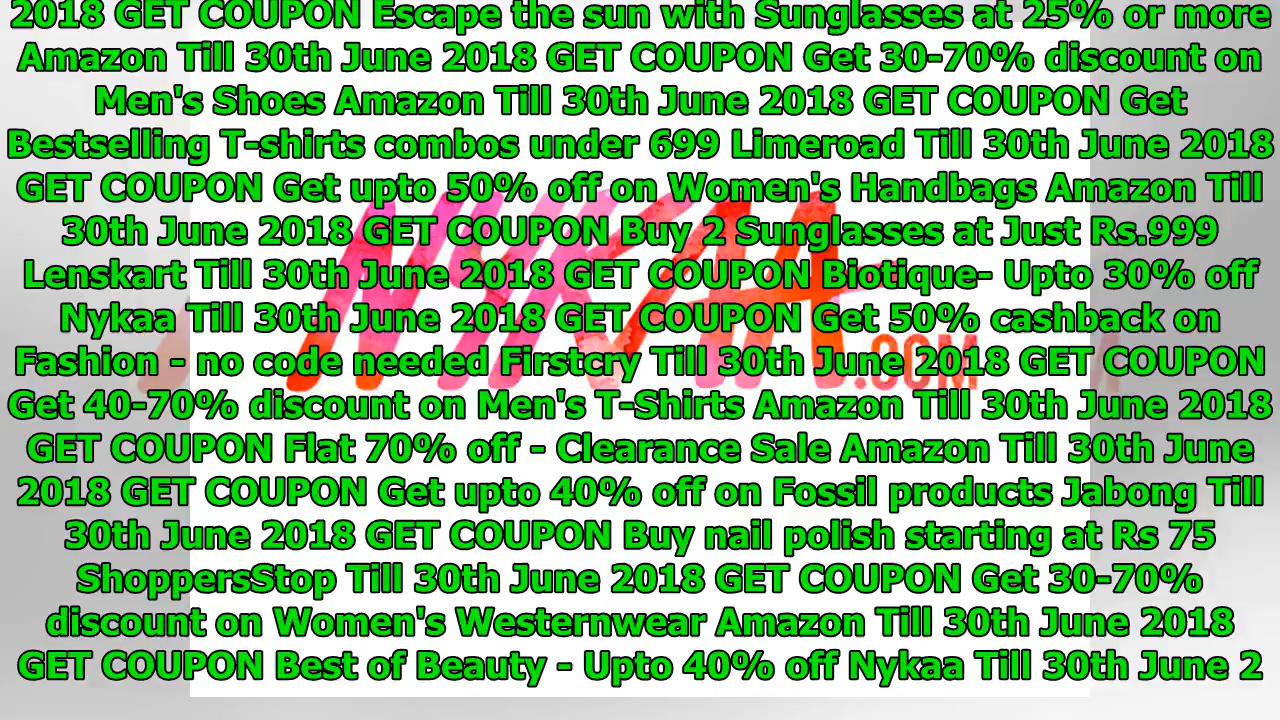 2018 GET COUPON Escape the sun with Sunglasses at 25% or more
Amazon Till 30th June 2018 GET COUPON Get 30-70% discount on
Men's Shoes Amazon Till 30th June 2018 GET COUPON Get
Bestselling T-shirts combos under 699 Limeroad Till 30th June 2018
GET COUPON Get upto 50% off on Women's Handbags Amazon Till
30th June 2018 GET COUPON Buy 2 Sunglasses at Just Rs.999
Lenskart Till 30th June 2018 GET COUPON Biotique- Upto 30% off
Nykaa Till 30th June 2018 GET COUPON Get 50% cashback on
Fashion - no code needed Firstcry Till 30th June 2018 GET COUPON
Get 40-70% discount on Men's T-Shirts Amazon Till 30th June 2018
GET COUPON Flat 70% off - Clearance Sale Amazon Till 30th June
2018 GET COUPON Get upto 40% off on Fossil products Jabong Till
30th June 2018 GET COUPON Buy nail polish starting at Rs 75
ShoppersStop Till 30th June 2018 GET COUPON Get 30-70%
discount on Women's Westernwear Amazon Till 30th June 2018
GET COUPON Best of Beauty - Upto 40% off Nykaa Till 30th June 2
NYKAA.COM